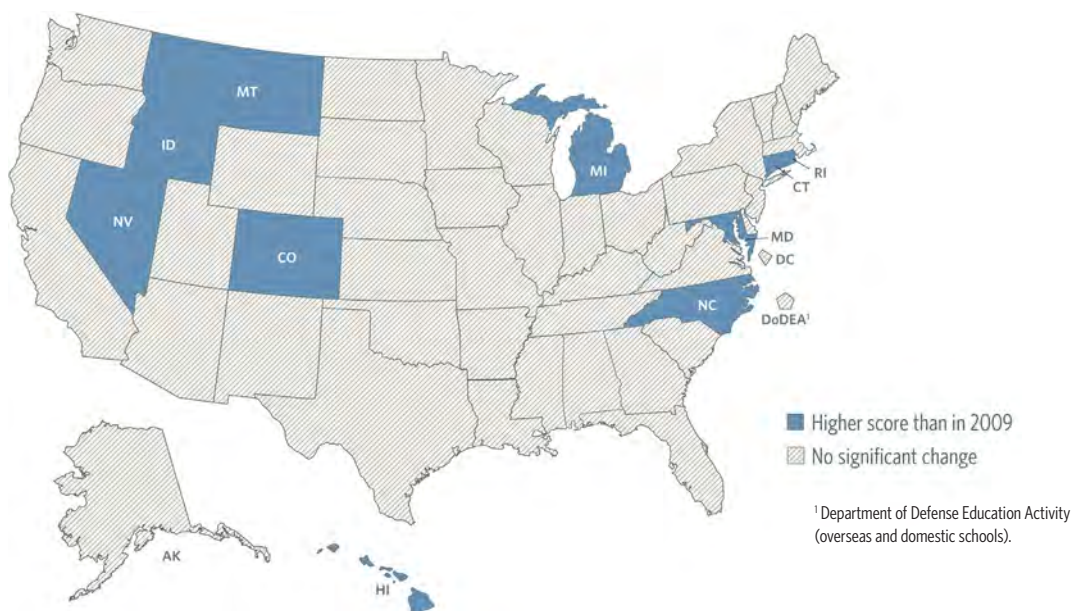 MT
ID
MI
RI
CT
NV
MD
CO
DC
NC
DoDEA¹
Higher score than in 2009
No significant change
¹ Department of Defense Education Activity
(overseas and domestic schools).
AK
HI